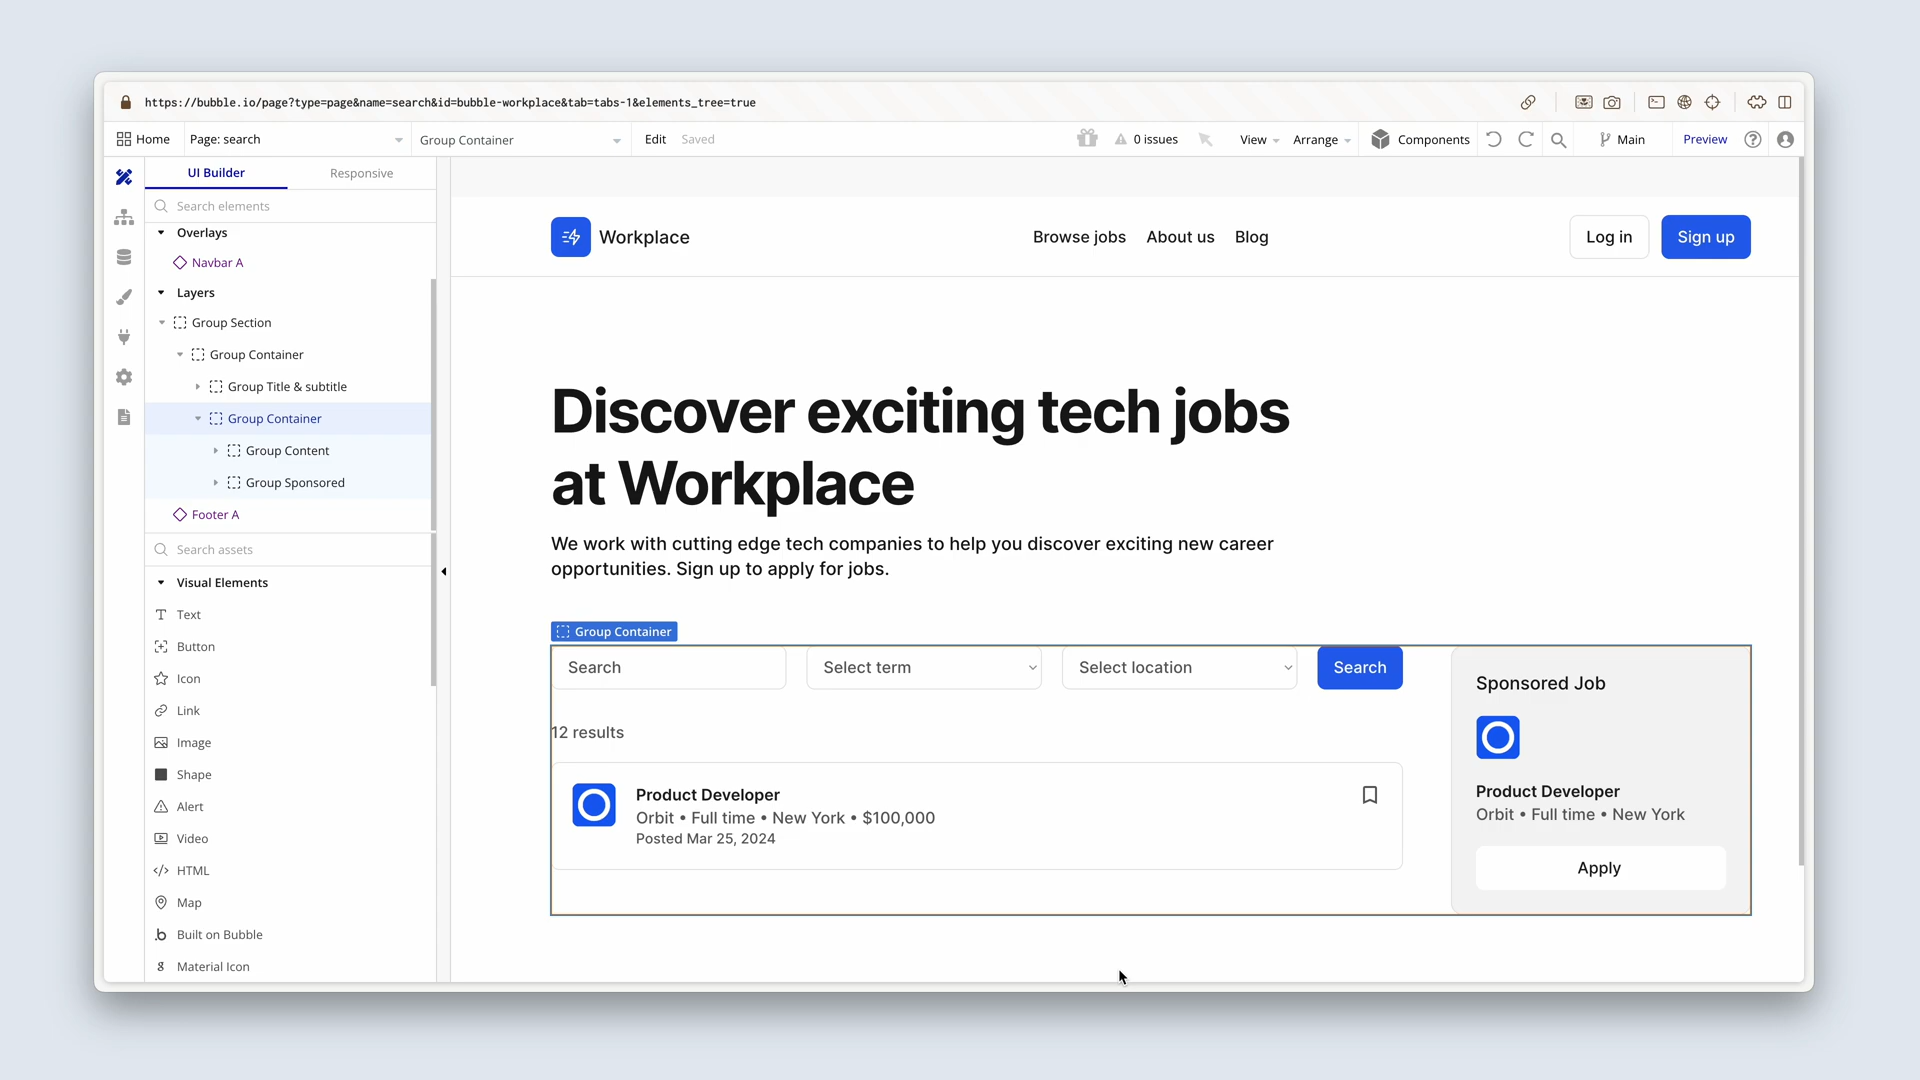 https://bubble.io/page?type=page&name=search&id=bubble-workplace&tab=tabs-1&elements_tree=true
Home
Page: search
Group Container
Edit
Saved
0 issues
View
Arrange
Components
Main
Preview
UI Builder
Responsive
Search elements
Overlays
Navbar A
Layers
Group Section
Group Container
Group Title & subtitle
Group Container
Group Content
Group Sponsored
Footer A
Search assets
Visual Elements
Text
Button
Icon
Link
Image
Shape
Alert
Video
HTML
Map
Built on Bubble
Material Icon
Workplace
Browse jobs
About us
Blog
Log in
Sign up
Discover exciting tech jobs
at Workplace
We work with cutting edge tech companies to help you discover exciting new career
opportunities. Sign up to apply for jobs.
Group Container
Search
Select term
Select location
Search
12 results
Product Developer
Orbit • Full time • New York • $100,000
Posted Mar 25, 2024
Sponsored Job
Product Developer
Orbit • Full time • New York
Apply